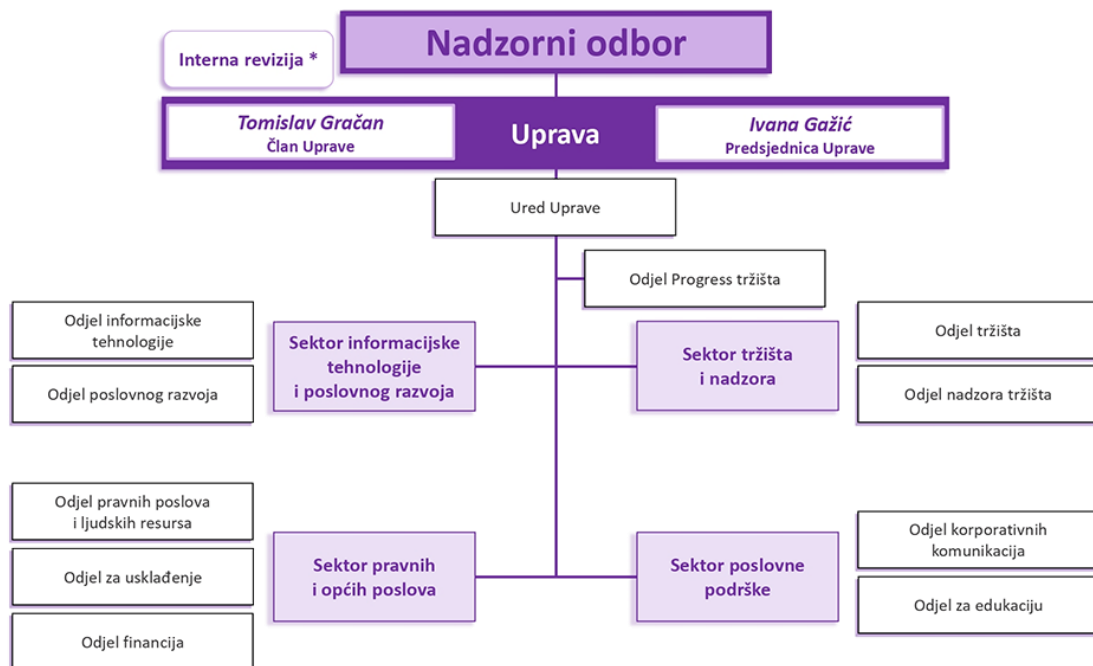 Nadzorni odbor
Interna revizija *
Tomislav Gračan
Član Uprave
Uprava
Ivana Gažić
Predsjednica Uprave
Ured Uprave
Odjel Progress tržišta
Odjel informacijske
tehnologije
Odjel poslovnog razvoja
Sektor informacijske
tehnologije
i poslovnog razvoja
Sektor tržišta
i nadzora
Odjel tržišta
Odjel nadzora tržišta
Odjel pravnih poslova
i ljudskih resursa
Odjel za usklađenje
Odjel financija
Sektor pravnih
i općih poslova
Sektor poslovne
podrške
Odjel korporativnih
komunikacija
Odjel za edukaciju